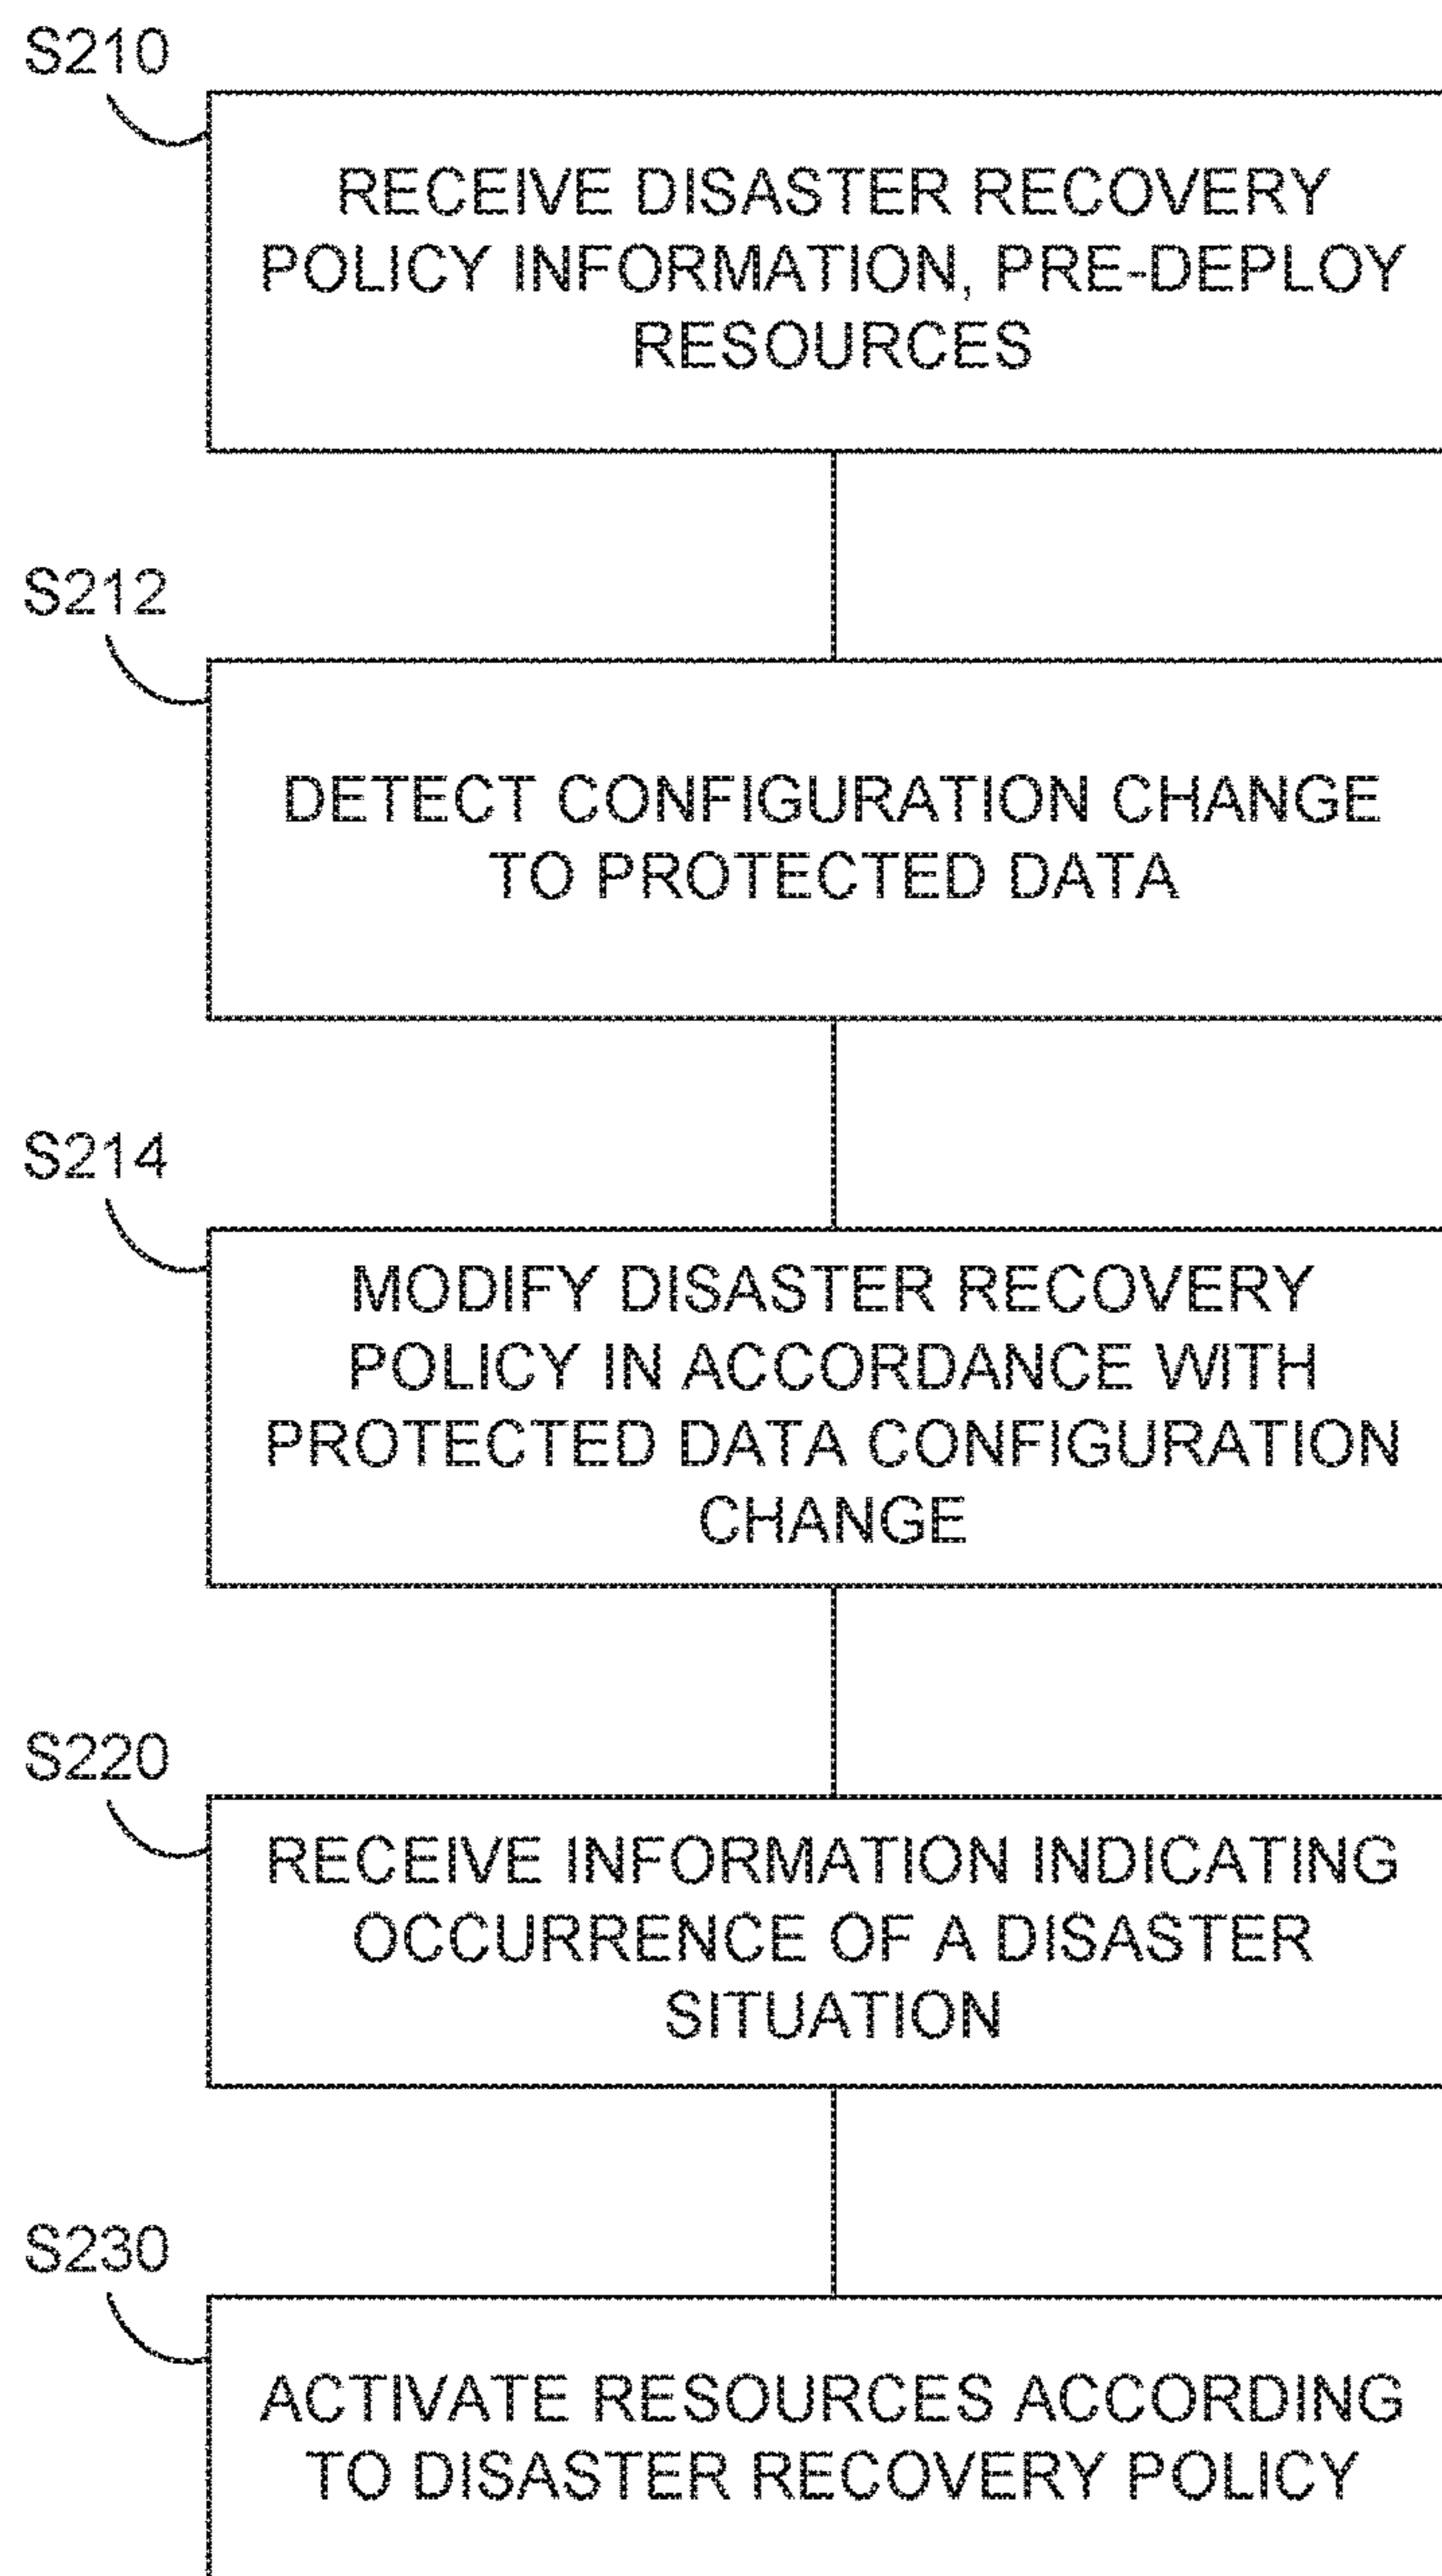 S210
RECEIVE DISASTER RECOVERY
POLICY INFORMATION, PRE-DEPLOY
RESOURCES
S212
DETECT CONFIGURATION CHANGE
TO PROTECTED DATA
S214
MODIFY DISASTER RECOVERY
POLICY IN ACCORDANCE WITH
PROTECTED DATA CONFIGURATION
CHANGE
S220
RECEIVE INFORMATION INDICATING
OCCURRENCE OF A DISASTER
SITUATION
S230
ACTIVATE RESOURCES ACCORDING
TO DISASTER RECOVERY POLICY